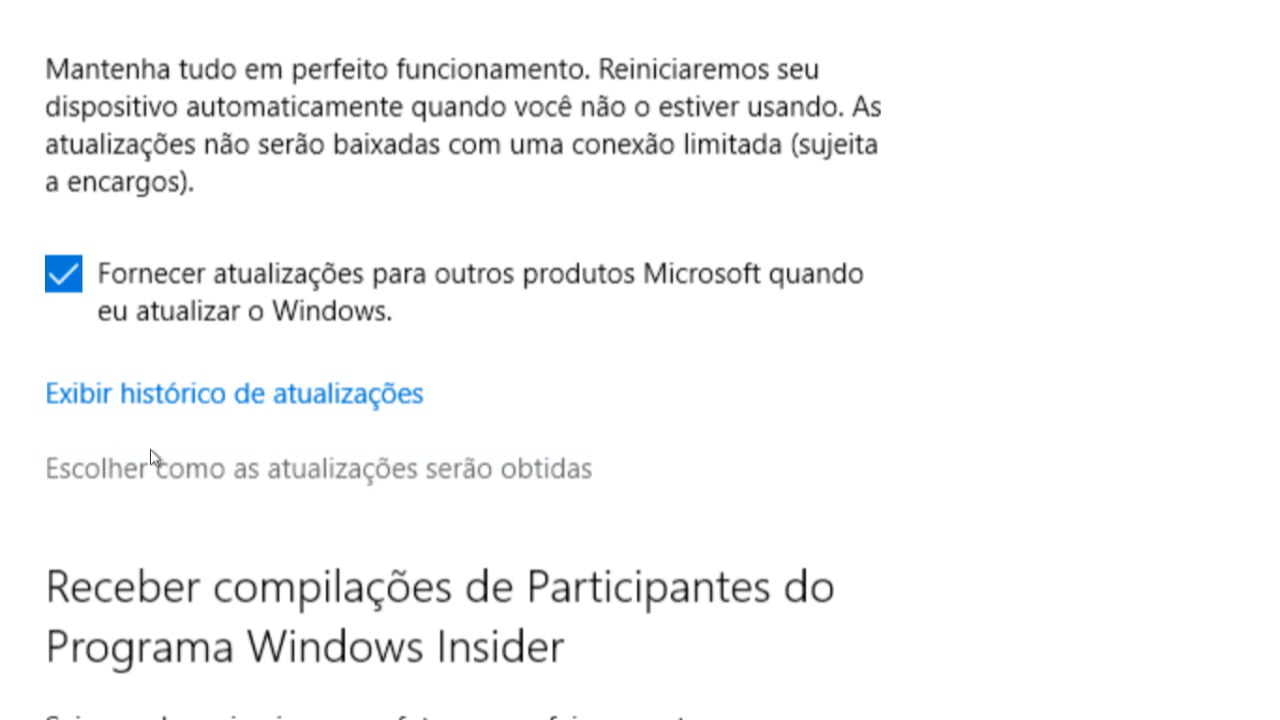 Mantenha tudo em perfeito funcionamento. Reiniciaremos seu
dispositivo automaticamente quando você não o estiver usando. As
atualizações não serão baixadas com uma conexão limitada (sujeita
a encargos).
Fornecer atualizações para outros produtos Microsoft quando
eu atualizar o Windows.
Exibir histórico de atualizações
Escolher como as atualizações serão obtidas
Receber compilações de Participantes do
Programa Windows Insider